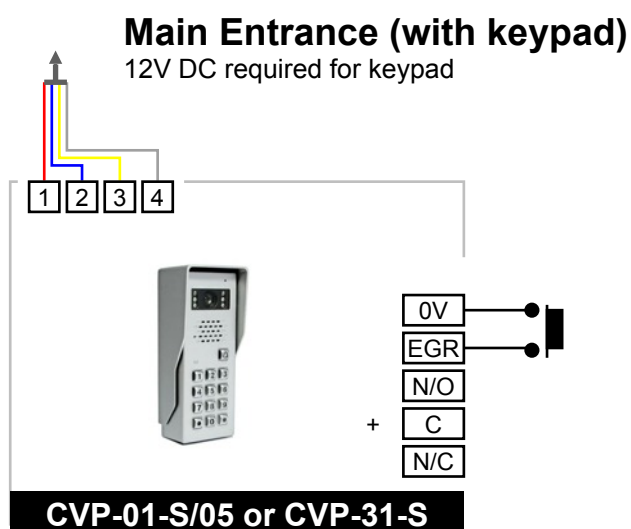 Main Entrance (with keypad)
12V DC required for keypad
1 2 3 4
0V
EGR
N/O
+ C
N/C
CVP-01-S/05 or CVP-31-S